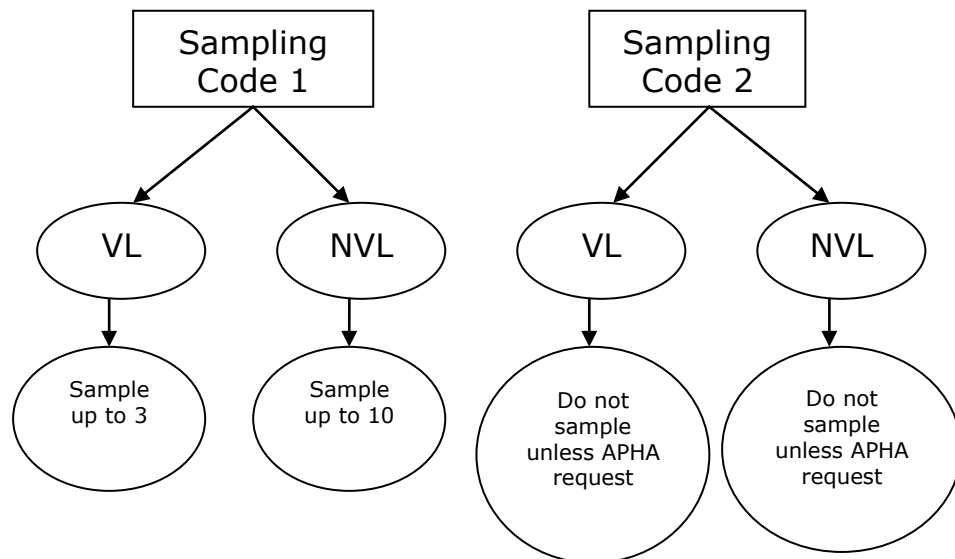 Sampling
Code 1
Sampling
Code 2
VL
NVL
VL
NVL
Sample
up to 3
Sample
up to 10
Do not
sample
unless APHA
request
Do not
sample
unless APHA
request